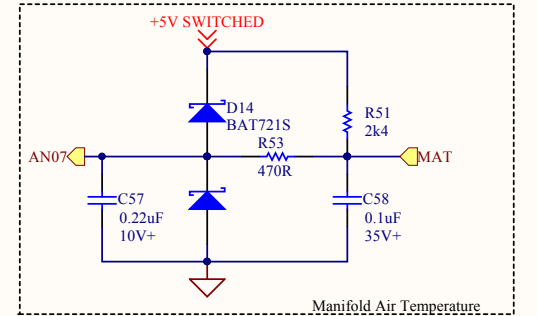 +5V SWITCHED
D14
BAT721S
R51
2k4
R53
470R
AN07
MAT
C57
0.22uF
10V+
C58
0.1uF
35V+
Manifold Air Temperature